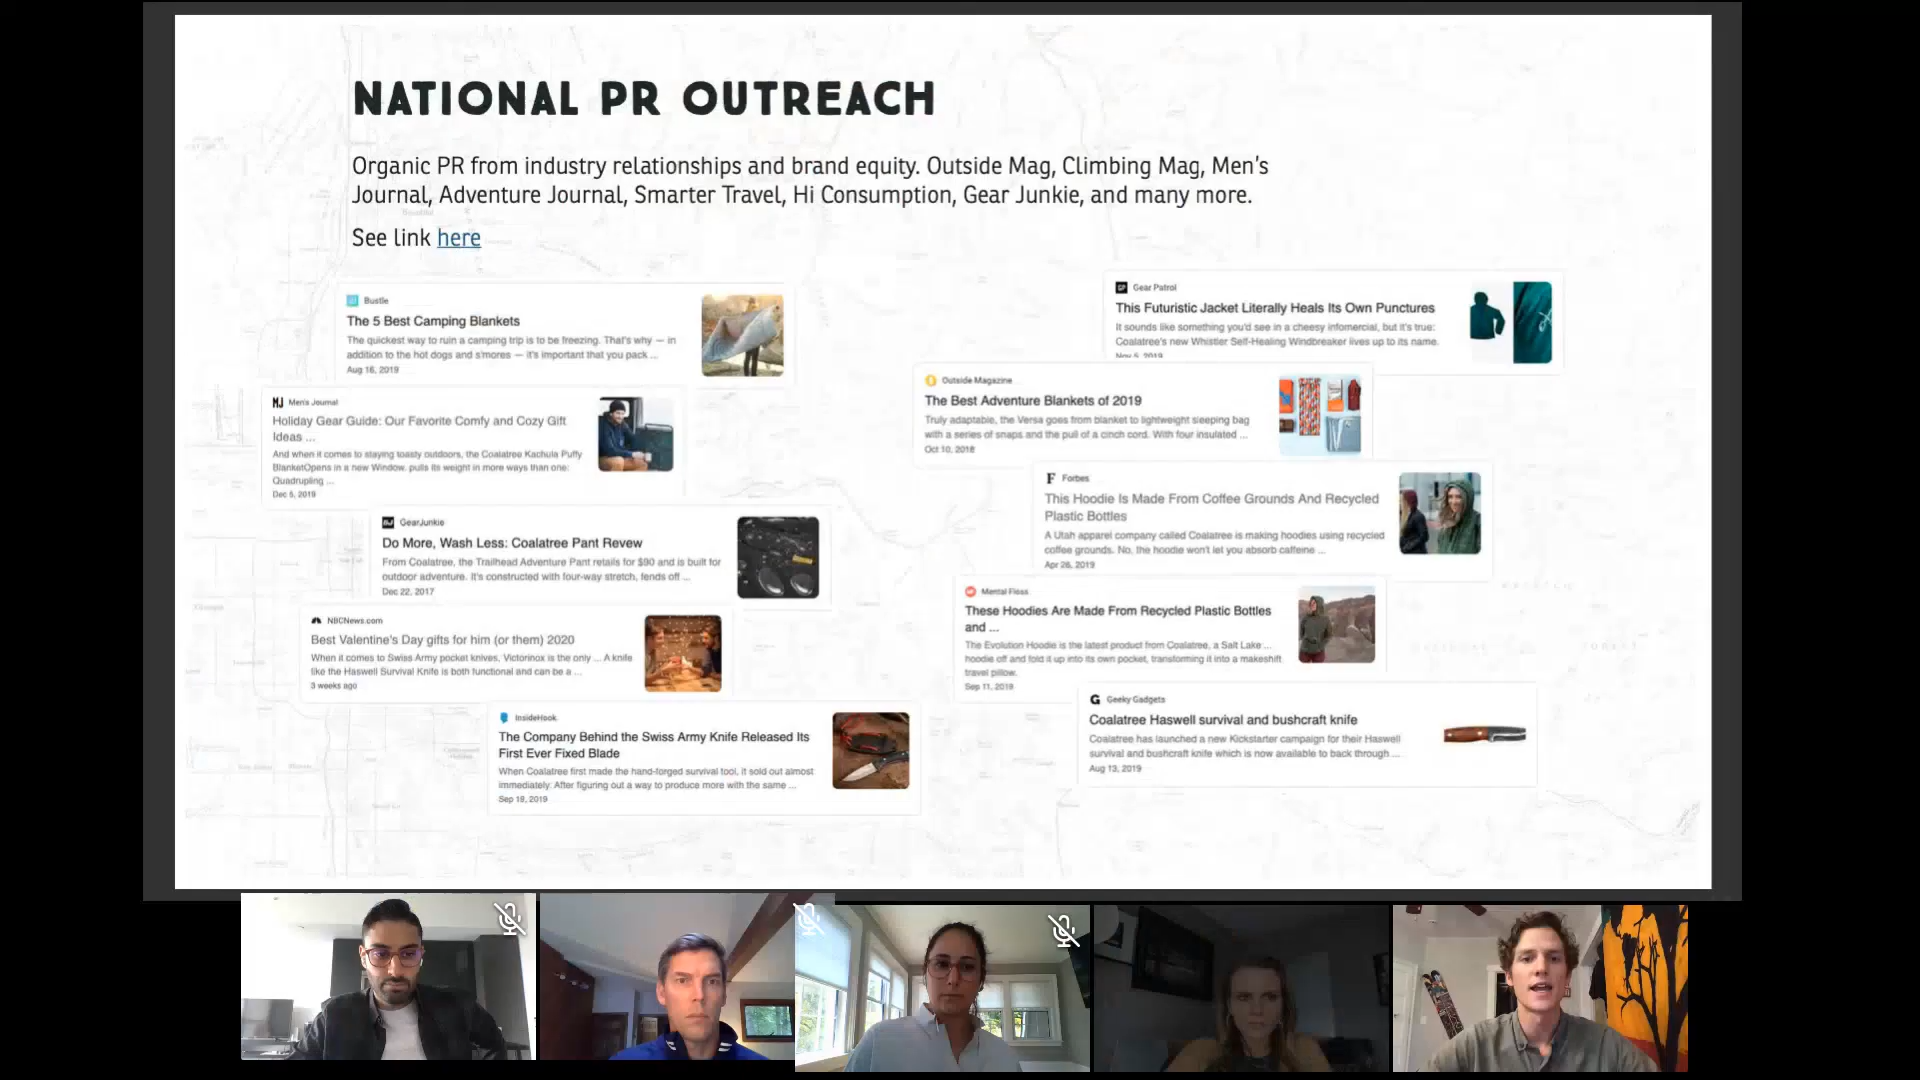 NATIONAL PR OUTREACH
Organic PR from industry relationships and brand equity. Outside Mag, Climbing Mag, Men's
Journal, Adventure Journal, Smarter Travel, Hi Consumption, Gear Junkie, and many more.
See link here
Bustle
The 5 Best Camping Blankets
The quickest way to ruin a camping trip is to be freezing. That's why — in
addition to the hot dogs and s'mores — it's important that you pack ...
Aug 16, 2019
MJ Men's Journal
Holiday Gear Guide: Our Favorite Comfy and Cozy Gift
Ideas ...
And when it comes to staying toasty outdoors, the Coalatree Kachula Puffy
BlanketOpens in a new Window. pulls its weight in more ways than one:
Quadrupling ...
Dec 5, 2019
GearJunkie
Do More, Wash Less: Coalatree Pant Revew
From Coalatree, the Trailhead Adventure Pant retails for $90 and is built for
outdoor adventure. It's constructed with four-way stretch, fends off ...
Dec 22, 2017
NBCNews.com
Best Valentine's Day gifts for him (or them) 2020
When it comes to Swiss Army pocket knives, Victorinox is the only ... A knife
like the Haswell Survival Knife is both functional and can be a ...
3 weeks ago
InsideHook
The Company Behind the Swiss Army Knife Released Its
First Ever Fixed Blade
When Coalatree first made the hand-forged survival tool, it sold out almost
immediately. After figuring out a way to produce more with the same ...
Sep 19, 2019
GP Gear Patrol
This Futuristic Jacket Literally Heals Its Own Punctures
It sounds like something you'd see in a cheesy infomercial, but it's true:
Coalatree's new Whistler Self-Healing Windbreaker lives up to its name.
Nov 5, 2019
Outside Magazine
The Best Adventure Blankets of 2019
Truly adaptable, the Versa goes from blanket to lightweight sleeping bag
with a series of snaps and the pull of a cinch cord. With four insulated ...
Oct 10, 2018
F Forbes
This Hoodie Is Made From Coffee Grounds And Recycled
Plastic Bottles
A Utah apparel company called Coalatree is making hoodies using recycled
coffee grounds. No, the hoodie won't let you absorb caffeine ...
Apr 26, 2019
Mental Floss
These Hoodies Are Made From Recycled Plastic Bottles
and ...
The Evolution Hoodie is the latest product from Coalatree, a Salt Lake ...
hoodie off and fold it up into its own pocket, transforming it into a makeshift
travel pillow.
Sep 11, 2019
G Geeky Gadgets
Coalatree Haswell survival and bushcraft knife
Coalatree has launched a new Kickstarter campaign for their Haswell
survival and bushcraft knife which is now available to back through ...
Aug 13, 2019